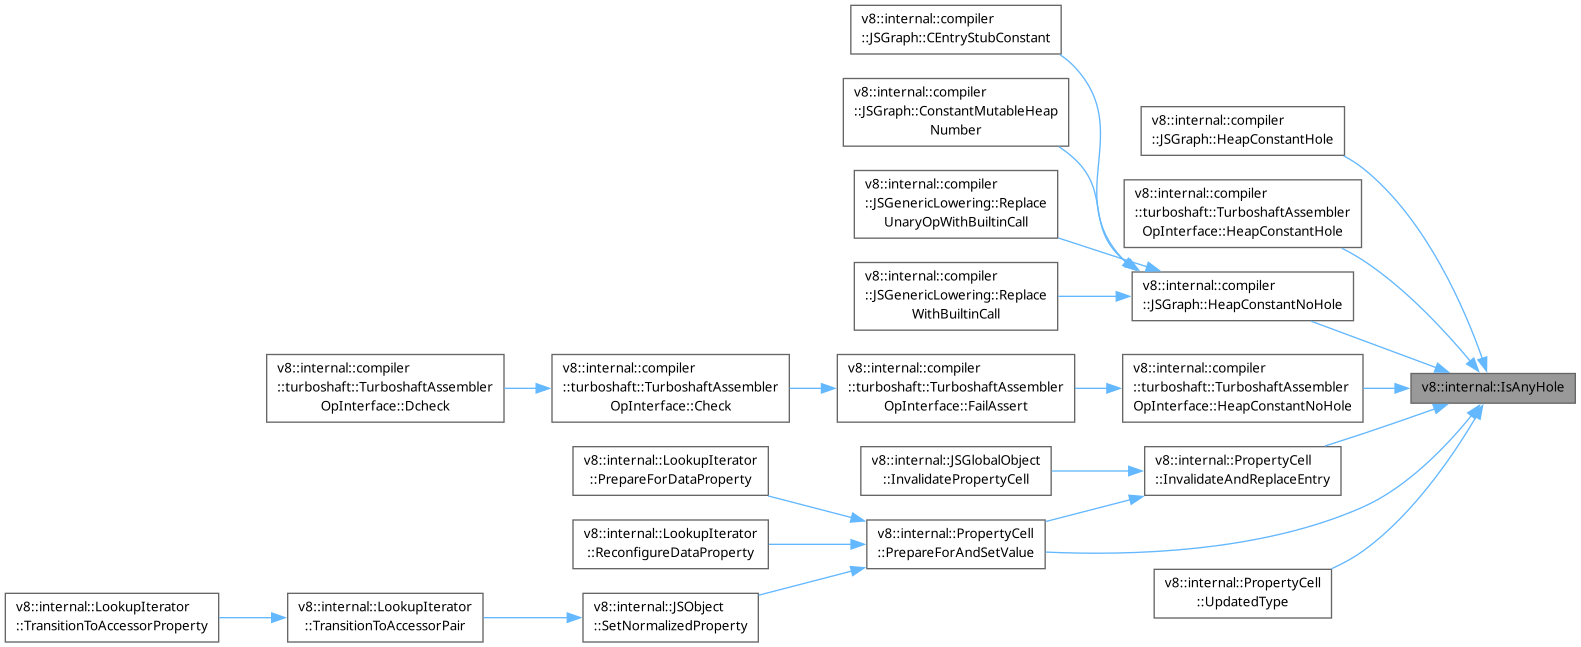 v8::internal::compiler
::JSGraph::CEntryStubConstant
v8::internal::compiler
::JSGraph::ConstantMutableHeap
Number
v8::internal::compiler
::JSGraph::HeapConstantHole
v8::internal::compiler
::JSGenericLowering::Replace
UnaryOpWithBuiltinCall
v8::internal::compiler
::turboshaft::TurboshaftAssembler
OpInterface::HeapConstantHole
v8::internal::compiler
::JSGenericLowering::Replace
WithBuiltinCall
v8::internal::compiler
::JSGraph::HeapConstantNoHole
v8::internal::compiler
::turboshaft::TurboshaftAssembler
OpInterface::Dcheck
v8::internal::compiler
::turboshaft::TurboshaftAssembler
OpInterface::Check
v8::internal::compiler
::turboshaft::TurboshaftAssembler
OpInterface::FailAssert
v8::internal::compiler
::turboshaft::TurboshaftAssembler
OpInterface::HeapConstantNoHole
v8::internal::IsAnyHole
v8::internal::LookupIterator
::PrepareForDataProperty
v8::internal::JSGlobalObject
::InvalidatePropertyCell
v8::internal::PropertyCell
::InvalidateAndReplaceEntry
v8::internal::LookupIterator
::ReconfigureDataProperty
v8::internal::PropertyCell
::PrepareForAndSetValue
v8::internal::PropertyCell
::UpdatedType
v8::internal::LookupIterator
::TransitionToAccessorProperty
v8::internal::LookupIterator
::TransitionToAccessorPair
v8::internal::JSObject
::SetNormalizedProperty